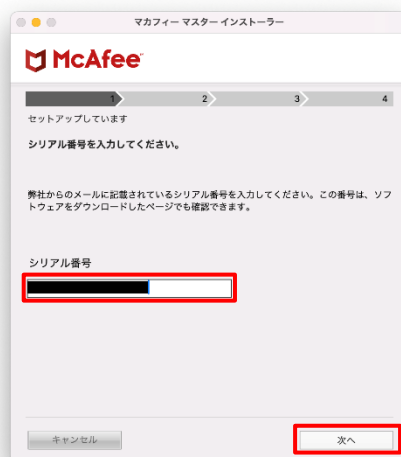 マカフィー マスター インストーラー
McAfee™
1 2 3 4
セットアップしています
シリアル番号を入力してください。
弊社からのメールに記載されているシリアル番号を入力してください。この番号は、ソフ
トウェアをダウンロードしたページでも確認できます。
シリアル番号
キャンセル 次へ